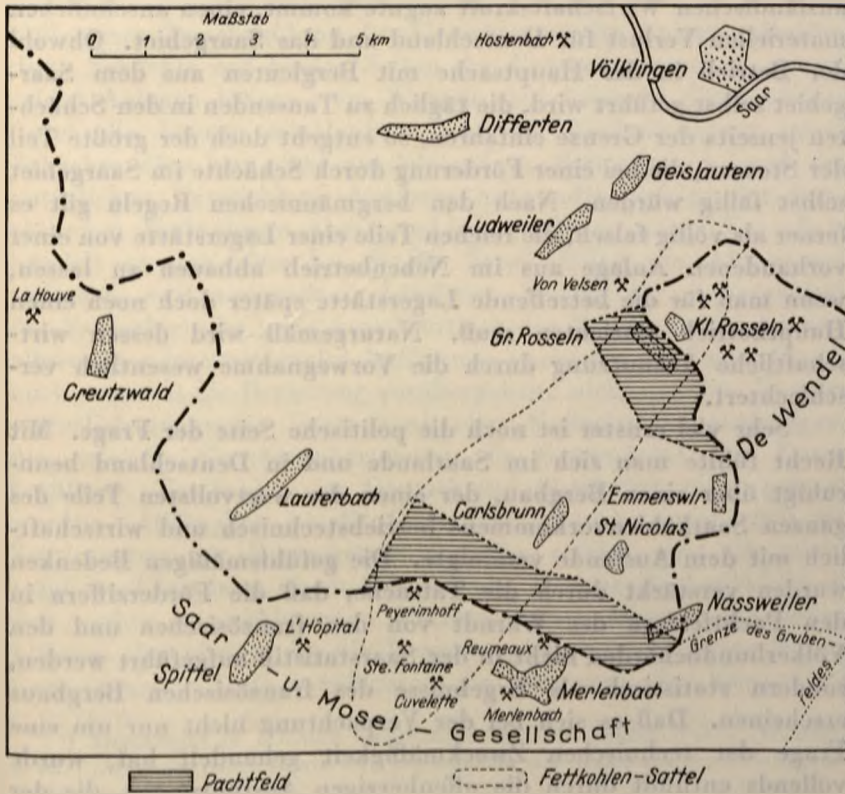 Maßstab
0 1 2 3 4 5 km
Hostenbach
Völklingen
Saar
Differten
Geislautern
Ludweiler
Von Velsen
La Houve
Gr. Rosseln
Kl. Rosseln
Creutzwald
De Wendel
Lauterbach
Carlsbrunn
Emmerswlr.
St. Nicolas
Nassweiler
Peyerimhoff
Grenze des Gruben-
feldes
Saar u. Mosel - Gesellschaft
L'Hôpital
Spittel
Ste. Fontaine
Reumeaux
Cuvelette
Merlenbach
Merlenbach
Pachtfeld
Fettkohlen-Sattel